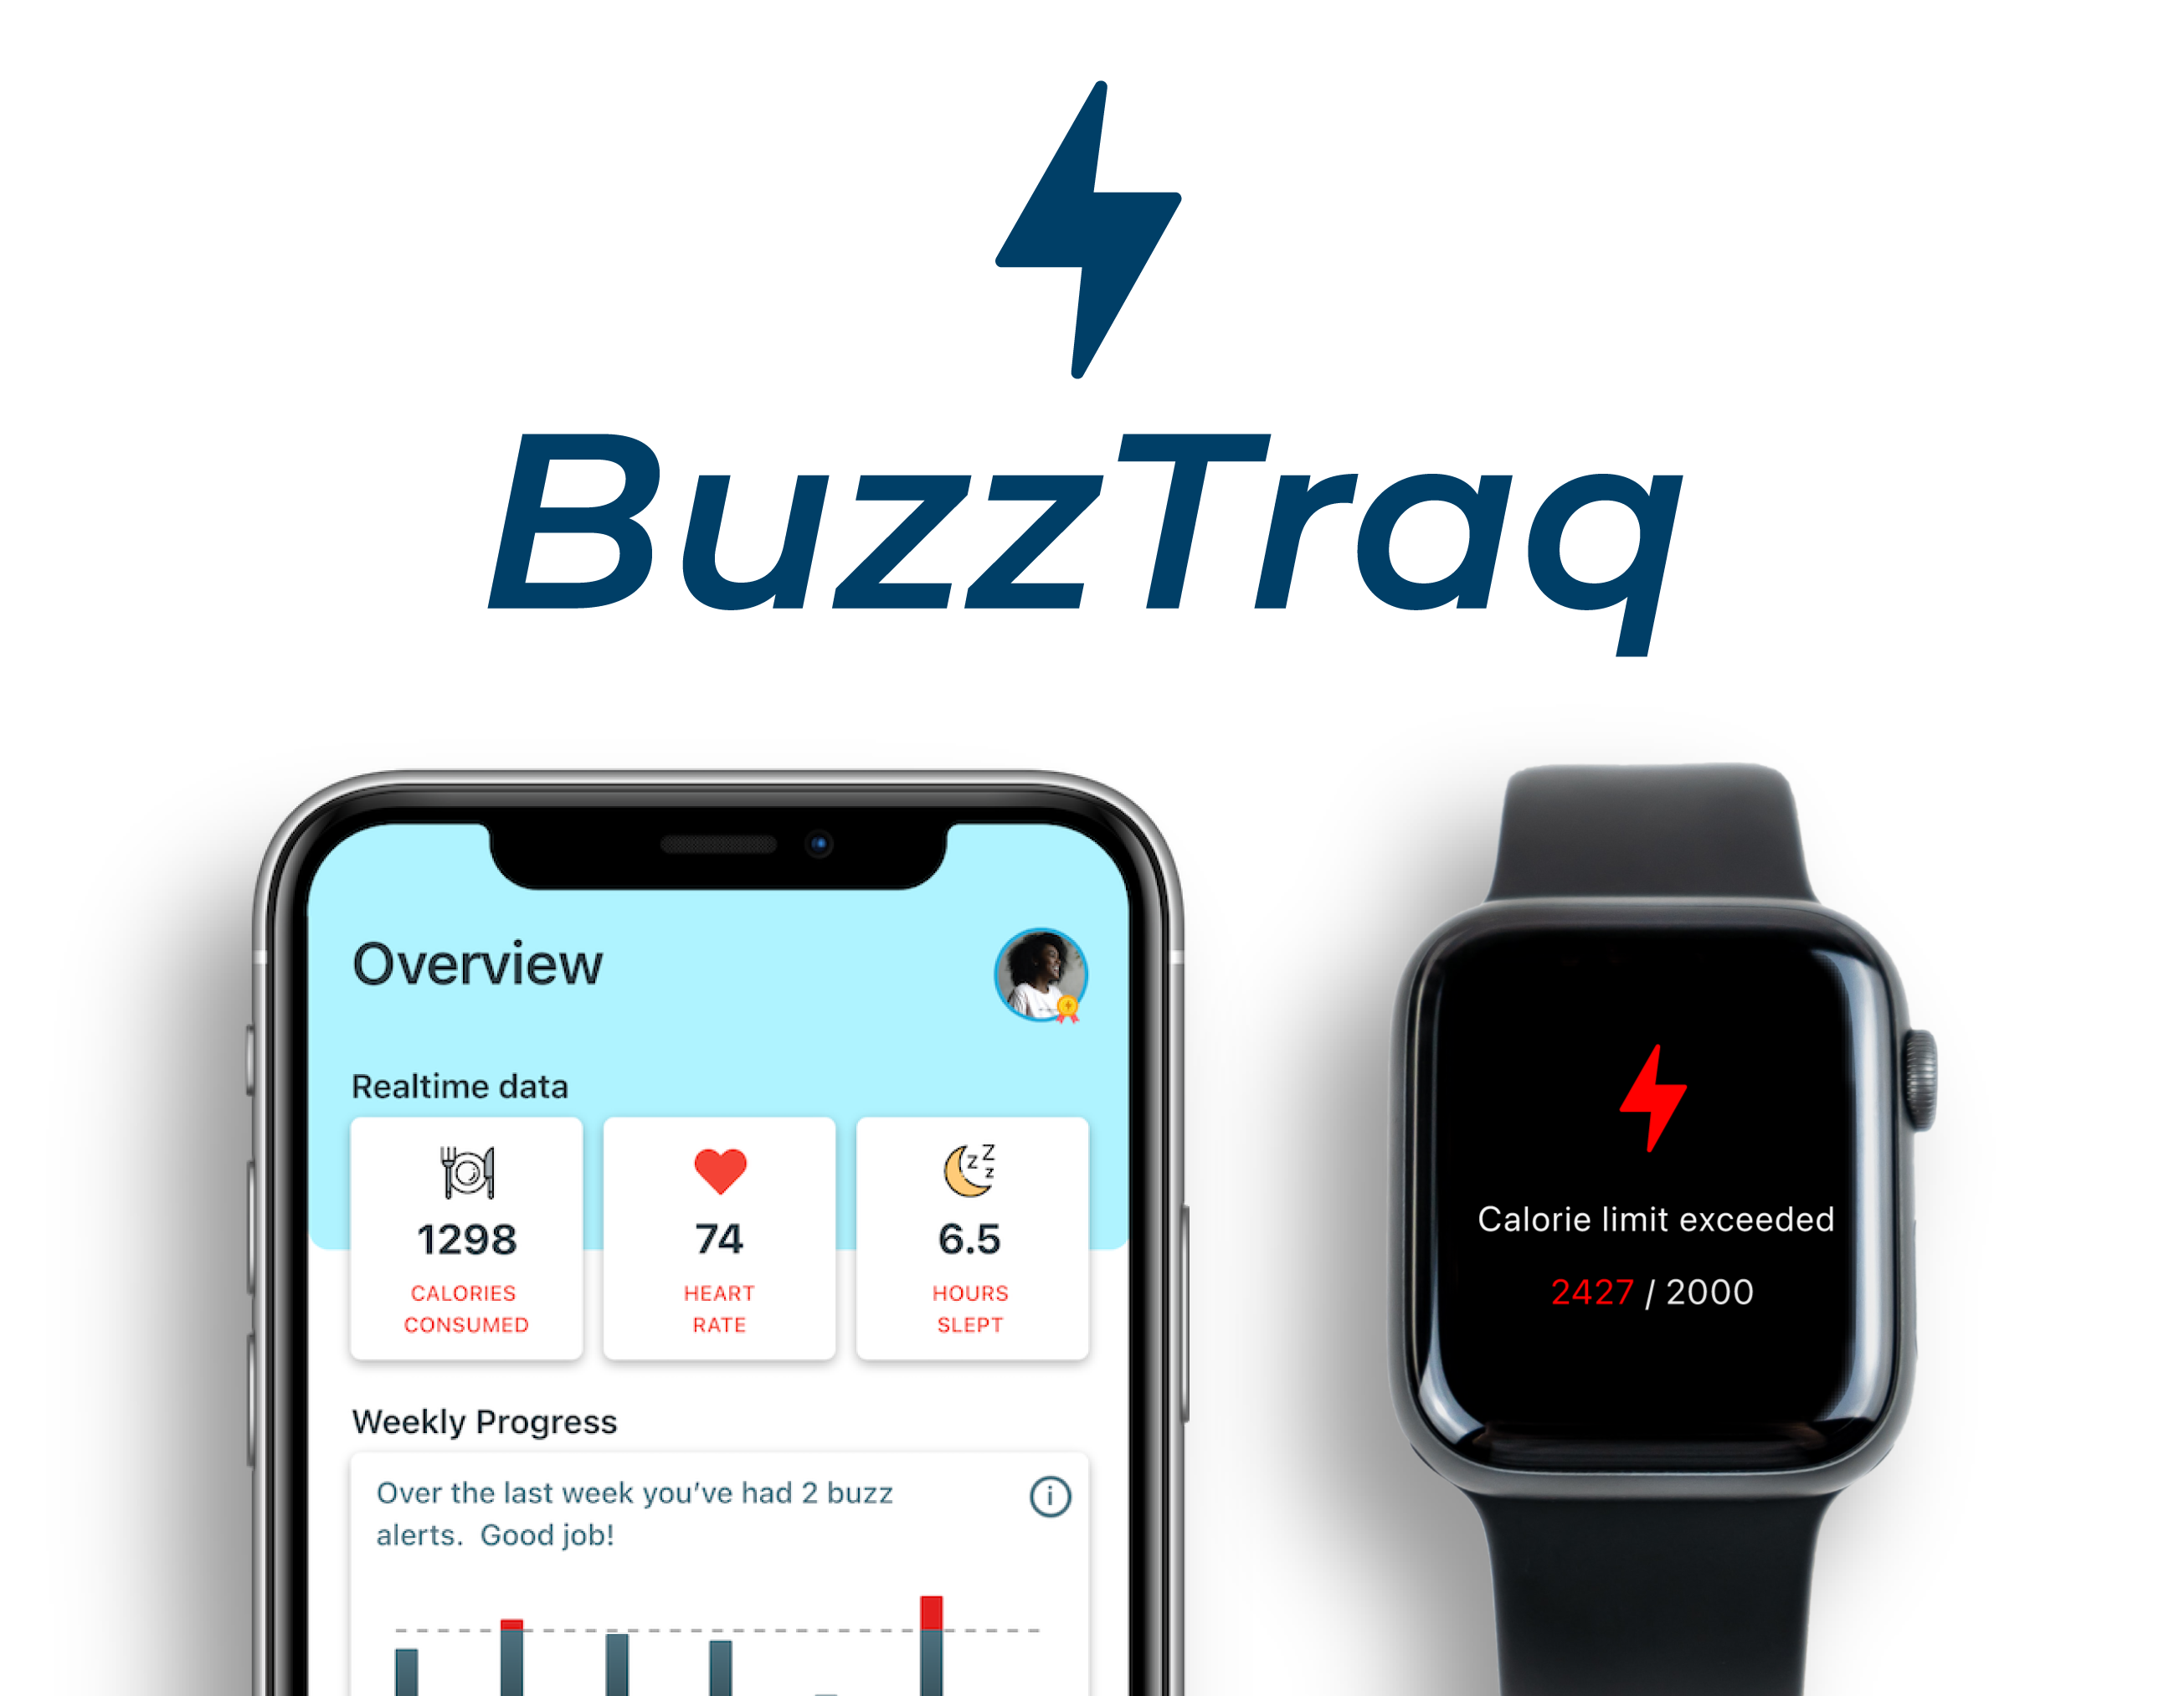 BuzzTraq
Overview
Realtime data
1298
CALORIES
CONSUMED
74
HEART
RATE
z Z z
6.5
HOURS
SLEPT
Weekly Progress
Over the last week you’ve had 2 buzz
alerts.  Good job!
i
Calorie limit exceeded
2427 / 2000